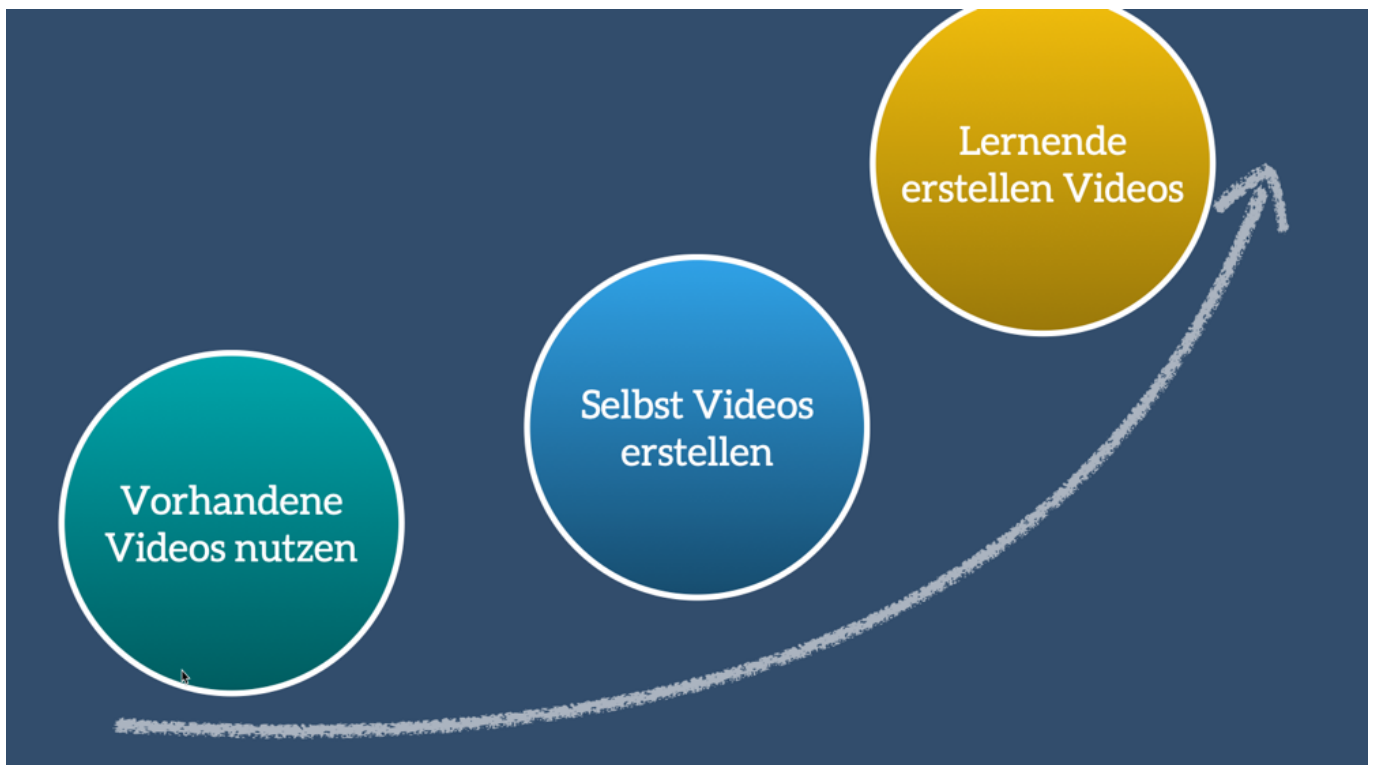 Lernende
erstellen Videos
Selbst Videos
erstellen
Vorhandene
Videos nutzen